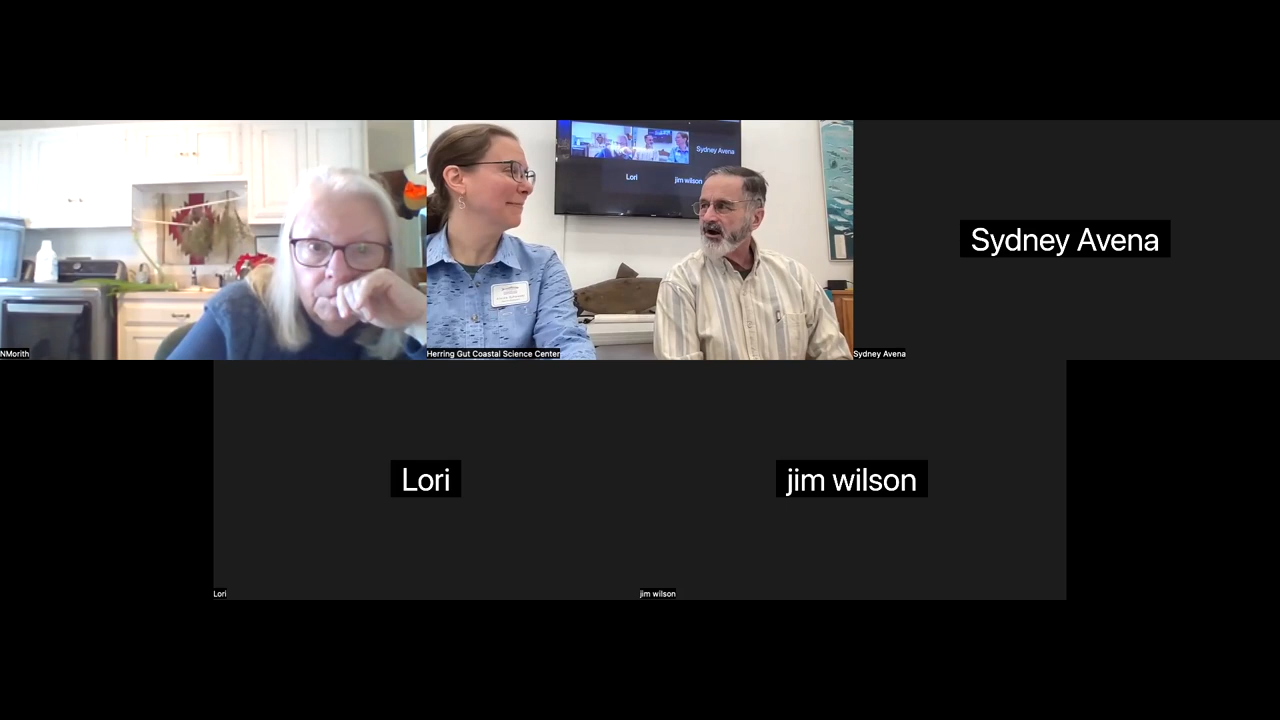 Sydney Avena
Lori
jim wilson
Sydney Avena
NMorith
Herring Gut Coastal Science Center
Sydney Avena
Lori
jim wilson
Lori
jim wilson